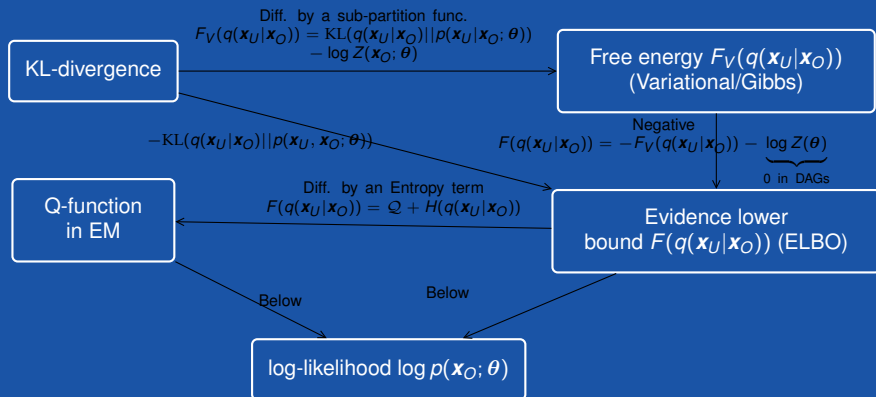 Diff. by a sub-partition func.
F_V(q(x_U|x_O)) = KL(q(x_U|x_O)||p(x_U|x_O; θ))
− log Z(x_O; θ)
KL-divergence
Free energy F_V(q(x_U|x_O))
(Variational/Gibbs)
−KL(q(x_U|x_O)||p(x_U, x_O; θ))
Negative
F(q(x_U|x_O)) = −F_V(q(x_U|x_O)) − log Z(θ)
0 in DAGs
Diff. by an Entropy term
F(q(x_U|x_O)) = Q + H(q(x_U|x_O))
Q-function
in EM
Evidence lower
bound F(q(x_U|x_O)) (ELBO)
Below
Below
log-likelihood log p(x_O; θ)